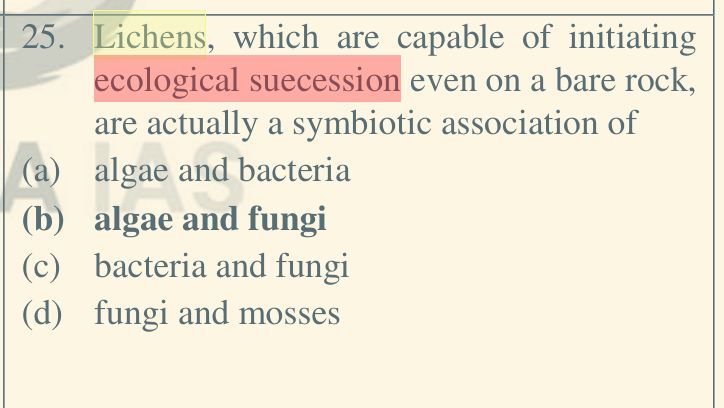 25. Lichens, which are capable of initiating
ecological suecession even on a bare rock,
are actually a symbiotic association of
(a) algae and bacteria
(b) algae and fungi
(c) bacteria and fungi
(d) fungi and mosses
A IAS